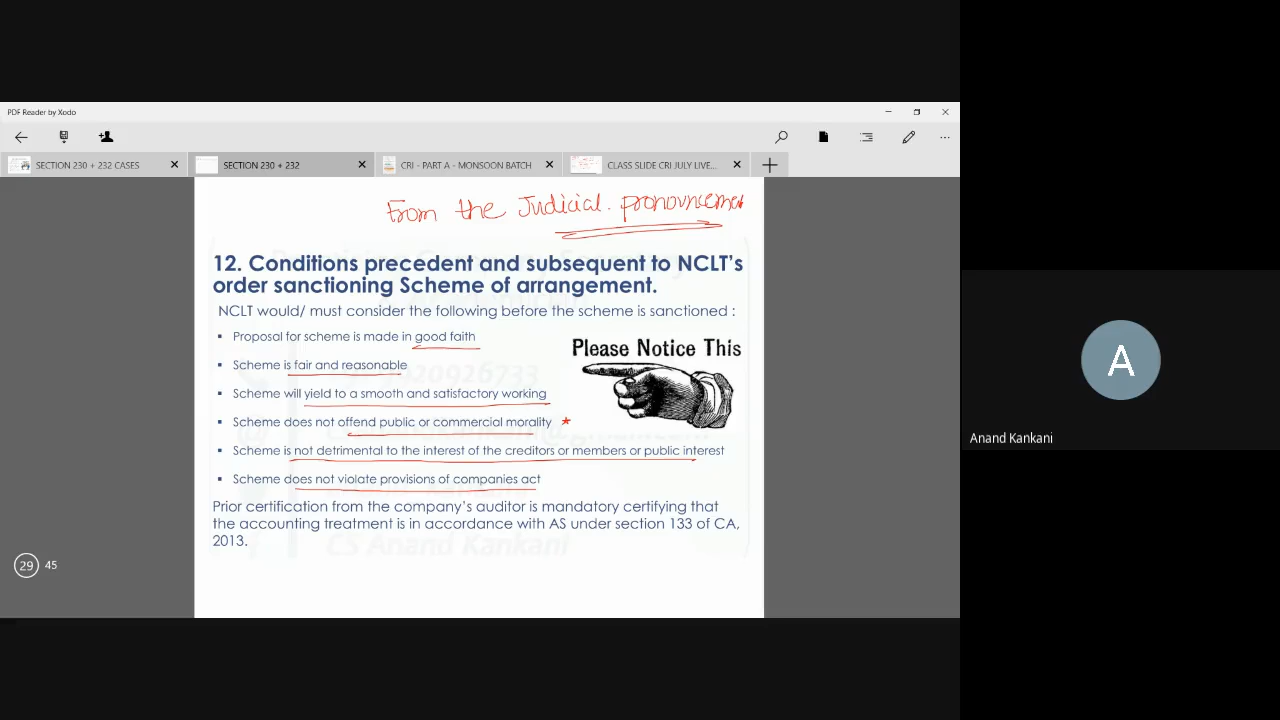 PDF Reader by Xodo
SECTION 230 + 232 CASES
SECTION 230 + 232
CRI - PART A - MONSOON BATCH
CLASS SLIDE CRI JULY LIVE...
From the Judicial pronouncement
12. Conditions precedent and subsequent to NCLT's
order sanctioning Scheme of arrangement.
NCLT would/ must consider the following before the scheme is sanctioned :
▪ Proposal for scheme is made in good faith
▪ Scheme is fair and reasonable
▪ Scheme will yield to a smooth and satisfactory working
▪ Scheme does not offend public or commercial morality
▪ Scheme is not detrimental to the interest of the creditors or members or public interest
▪ Scheme does not violate provisions of companies act
Please Notice This
Prior certification from the company's auditor is mandatory certifying that
the accounting treatment is in accordance with AS under section 133 of CA,
2013.
CS Anand Kankani
29 45
A
Anand Kankani